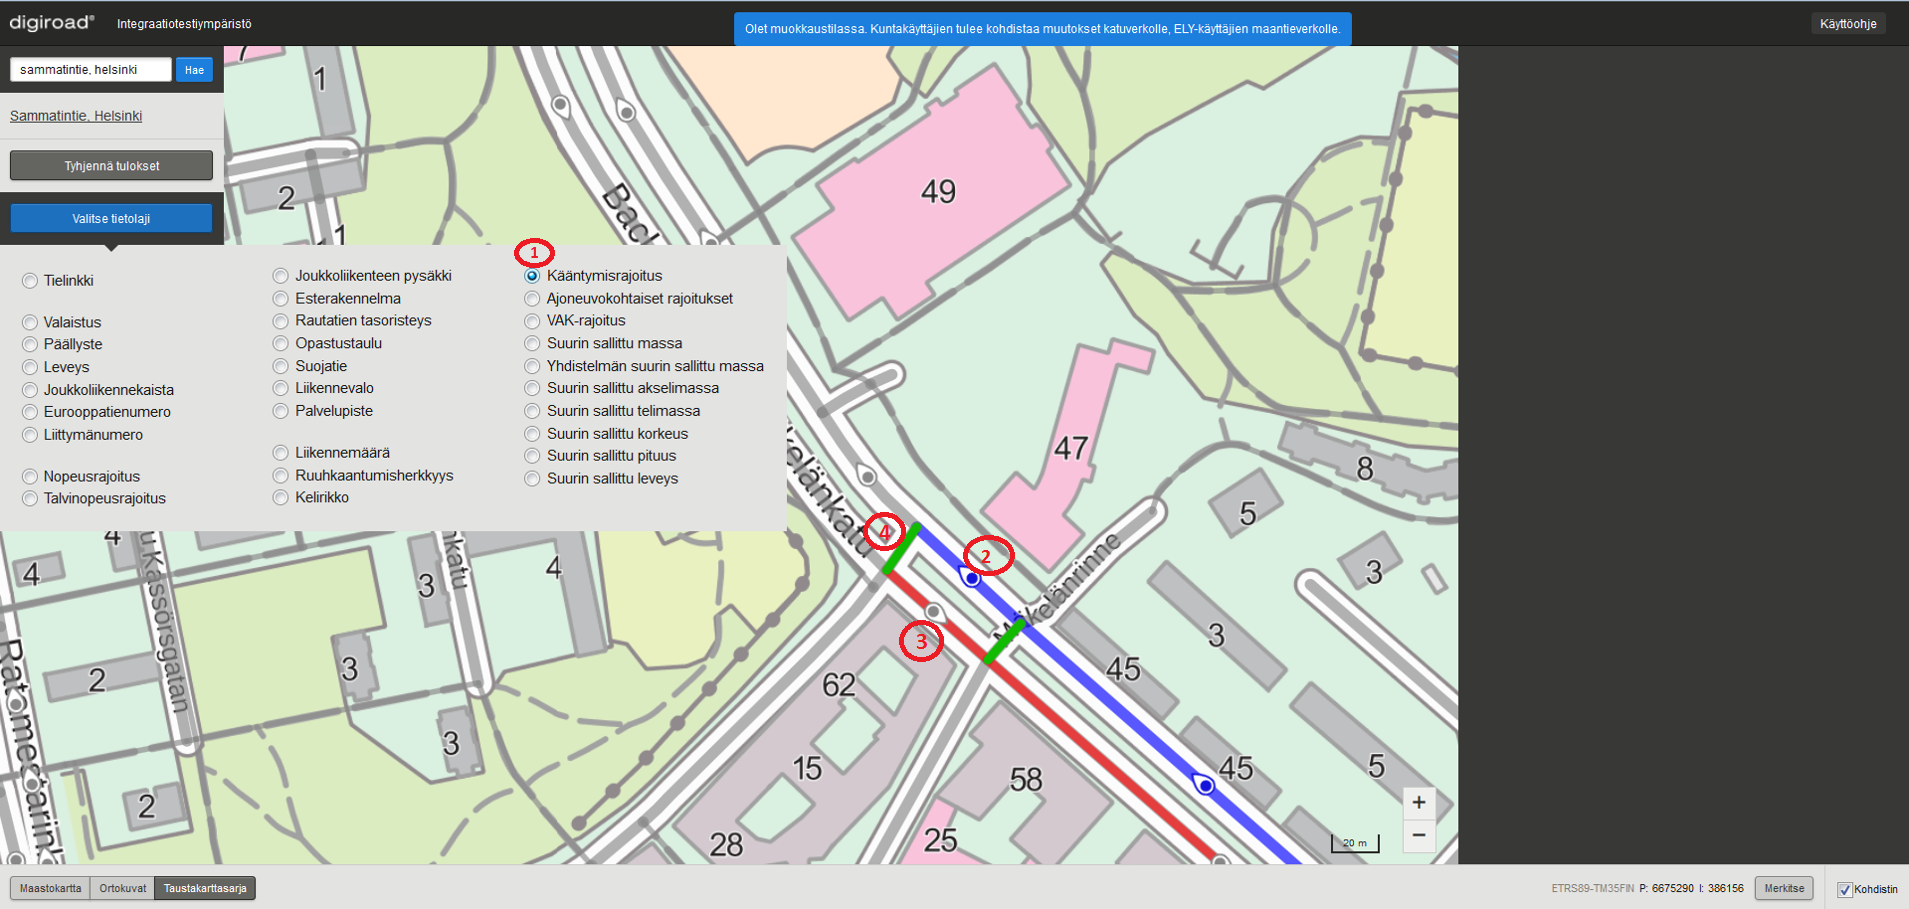 digiroad® Integraatiotestiympäristö
Olet muokkaustilassa. Kuntakäyttäjien tulee kohdistaa muutokset katuverkolle, ELY-käyttäjien maantieverkolle.
Käyttöohje
sammatintie, helsinki
Hae
Sammatintie, Helsinki
Tyhjennä tulokset
Valitse tietolaji
Tielinkki
Valaistus
Päällyste
Leveys
Joukkoliikennekaista
Eurooppatienumero
Liittymänumero
Nopeusrajoitus
Talvinopeusrajoitus
Joukkoliikenteen pysäkki
Esterakennelma
Rautatien tasoristeys
Opastustaulu
Suojatie
Liikennevalo
Palvelupiste
Liikennemäärä
Ruuhkaantumisherkkyys
Kelirikko
1
Kääntymisrajoitus
Ajoneuvokohtaiset rajoitukset
VAK-rajoitus
Suurin sallittu massa
Yhdistelmän suurin sallittu massa
Suurin sallittu akselimassa
Suurin sallittu telimassa
Suurin sallittu korkeus
Suurin sallittu pituus
Suurin sallittu leveys
7
1
2
11
Bach
49
47
8
5
3
kelänkatu
4
2
Mäkelänrinne
3
4
4
3
4
u Kassörsgatan
nkatu
3
2
3
2
Ratamestarink
62
15
28
58
25
45
3
45
5
+
−
20 m
Maastokartta
Ortokuvat
Taustakarttasarja
ETRS89-TM35FIN P: 6675290 I: 386156
Merkitse
Kohdistin